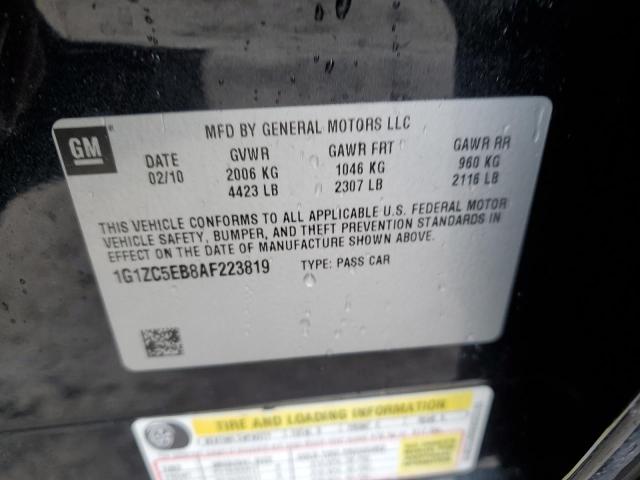 GM
MFD BY GENERAL MOTORS LLC
DATE GVWR GAWR FRT GAWR RR
02/10 2006 KG 1046 KG 960 KG
4423 LB 2307 LB 2116 LB
THIS VEHICLE CONFORMS TO ALL APPLICABLE U.S. FEDERAL MOTOR
VEHICLE SAFETY, BUMPER, AND THEFT PREVENTION STANDARDS IN
EFFECT ON THE DATE OF MANUFACTURE SHOWN ABOVE.
1G1ZC5EB8AF223819 TYPE: PASS CAR
TIRE AND LOADING INFORMATION